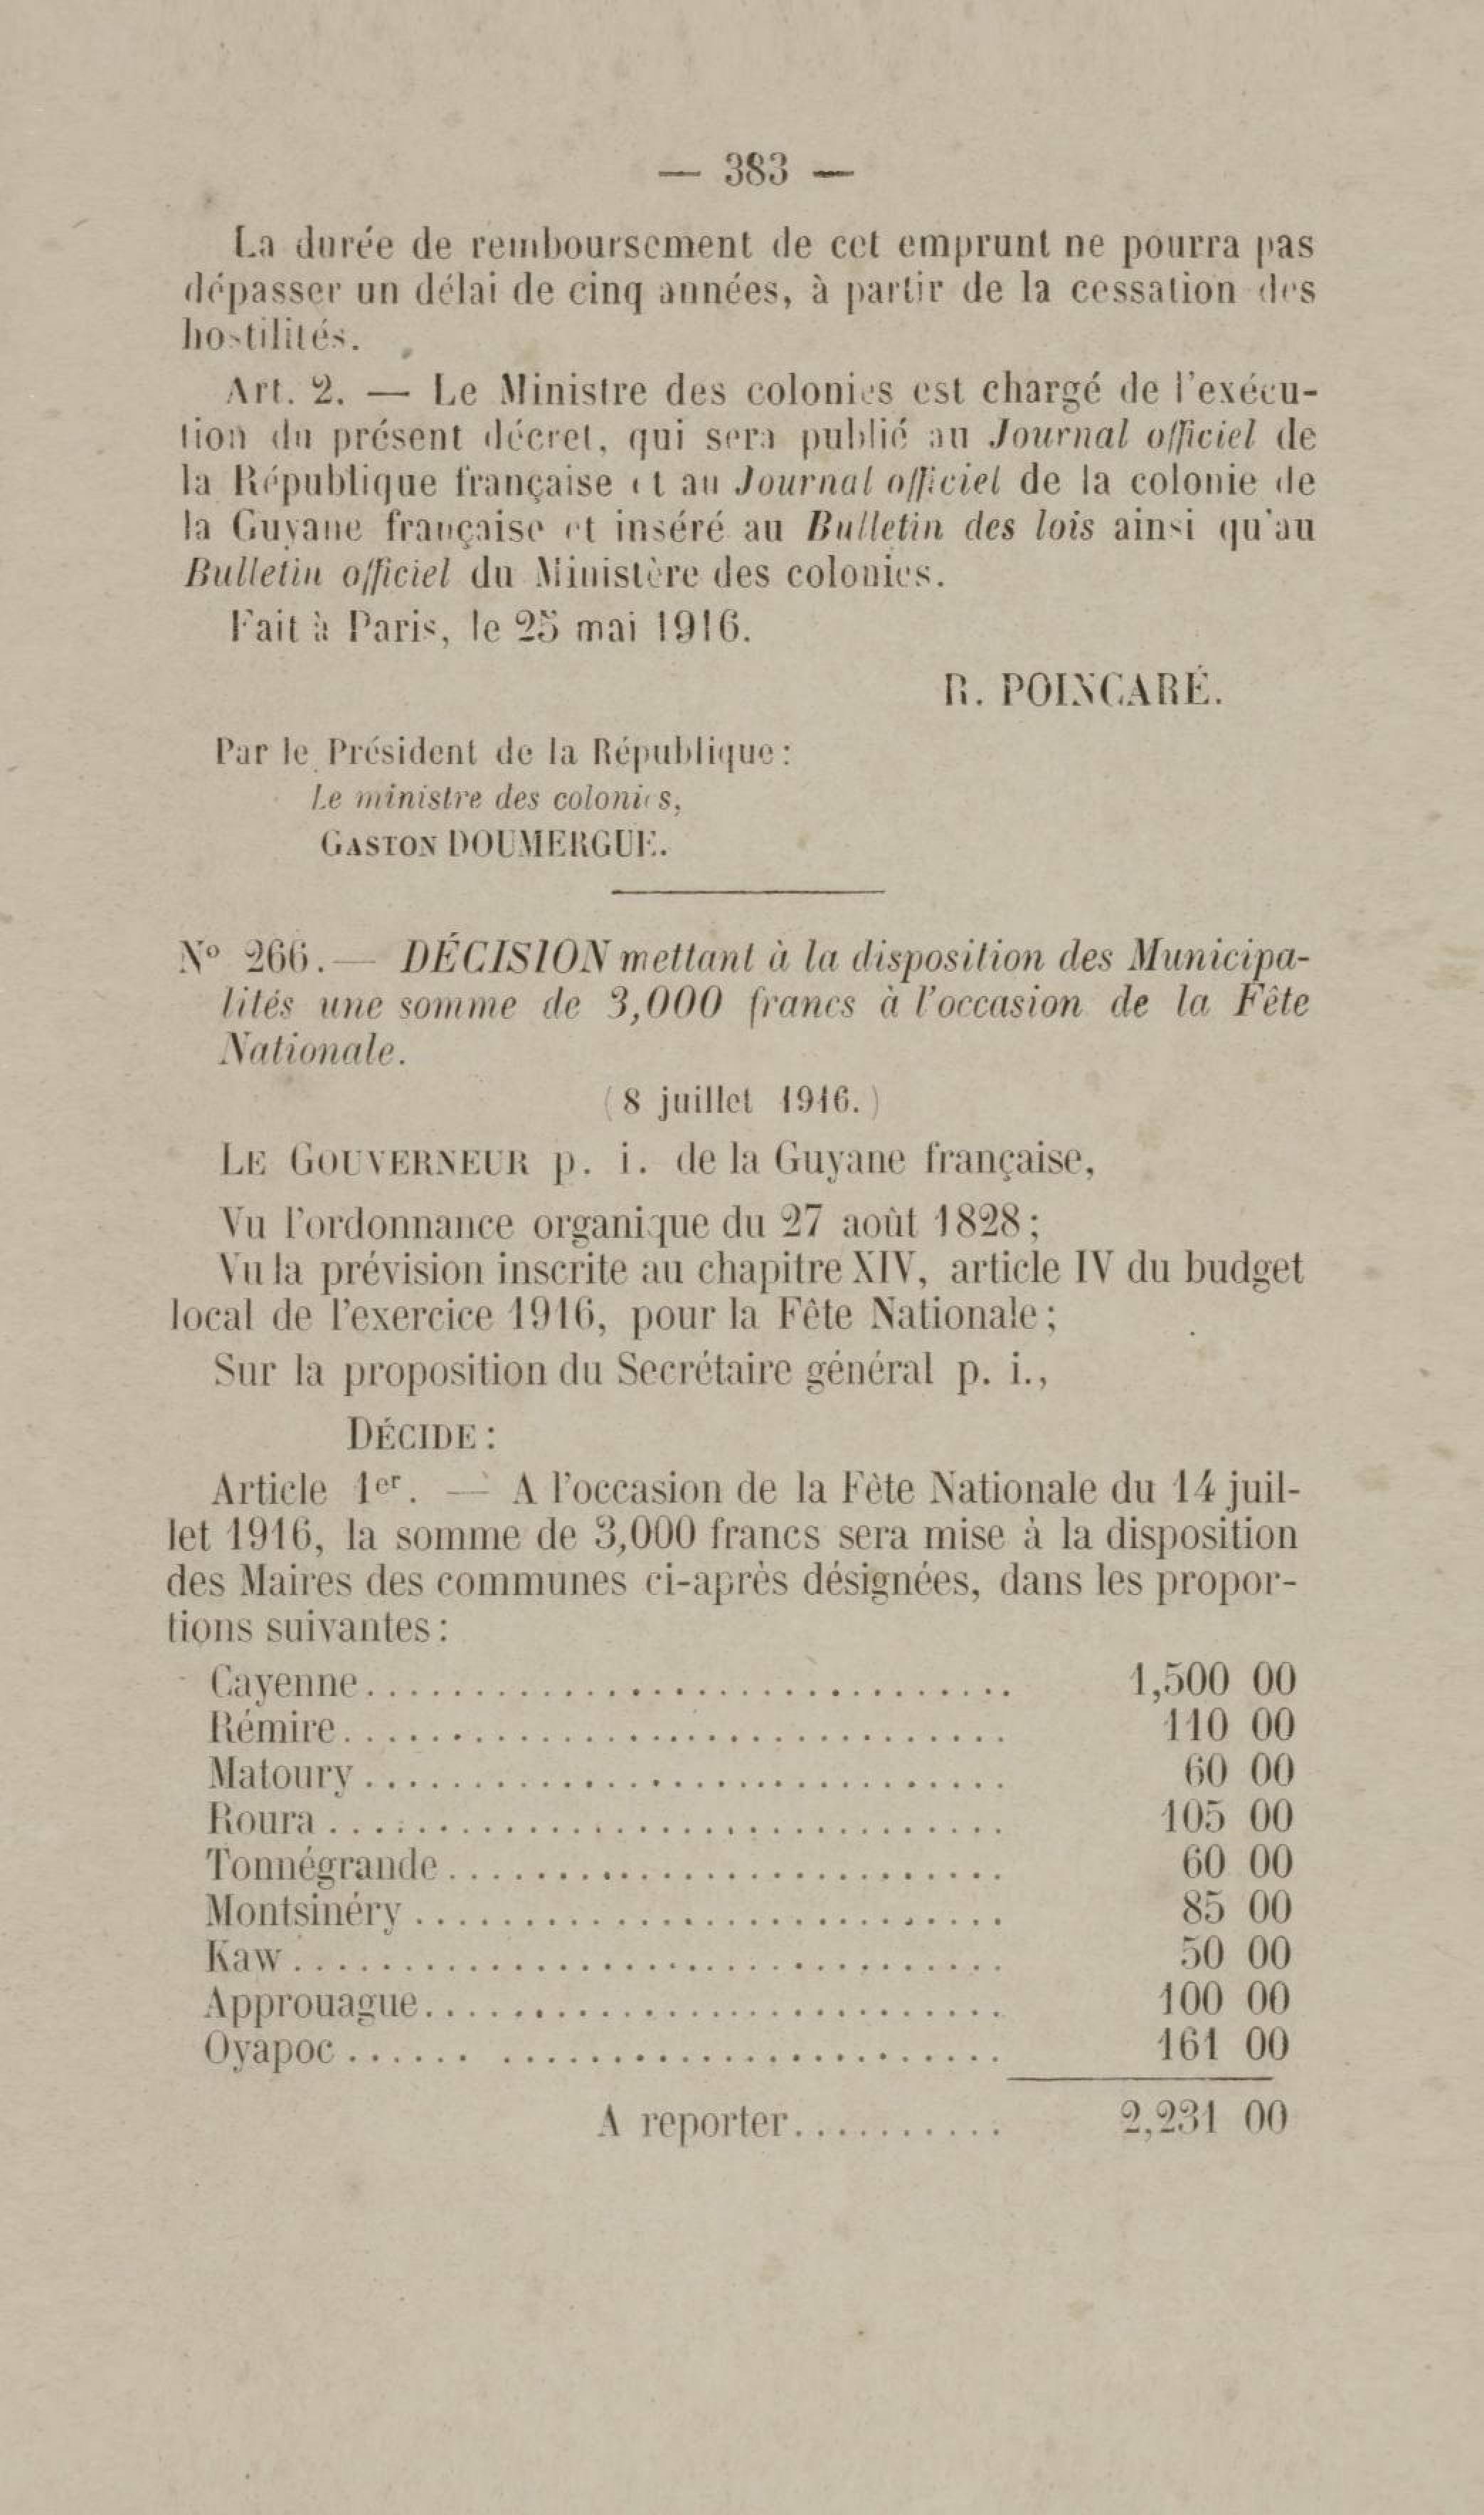 — 383 —
La durée de remboursement de cet emprunt ne pourra pas
dépasser un délai de cinq années, à partir de la cessation des
hostilités.
Art. 2. — Le Ministre des colonies est chargé de l'exécu-
tion du présent décret, qui sera publié au Journal officiel de
la République française et au Journal officiel de la colonie de
la Guyane française et inséré au Bulletin des lois ainsi qu'au
Bulletin officiel du Ministère des colonies.
Fait à Paris, le 25 mai 1916.
R. POINCARÉ.
Par le Président de la République:
Le ministre des colonies,
GASTON DOUMERGUE.
N° 266. — DÉCISION mettant à la disposition des Municipa-
lités une somme de 3,000 francs à l'occasion de la Fête
Nationale.
(8 juillet 1916.)
LE GOUVERNEUR p. i. de la Guyane française,
Vu l'ordonnance organique du 27 août 1828;
Vu la prévision inscrite au chapitre XIV, article IV du budget
local de l'exercice 1916, pour la Fête Nationale;
Sur la proposition du Secrétaire général p. i.,
DÉCIDE:
Article 1er. — A l'occasion de la Fête Nationale du 14 juil-
let 1916, la somme de 3,000 francs sera mise à la disposition
des Maires des communes ci-après désignées, dans les propor-
tions suivantes:
Cayenne.............................. 1,500 00
Rémire.............................. 110 00
Matoury.............................. 60 00
Roura.............................. 105 00
Tonnégrande.............................. 60 00
Montsinéry.............................. 85 00
Kaw.............................. 50 00
Approuague.............................. 100 00
Oyapoc.............................. 161 00
A reporter.......... 2,231 00